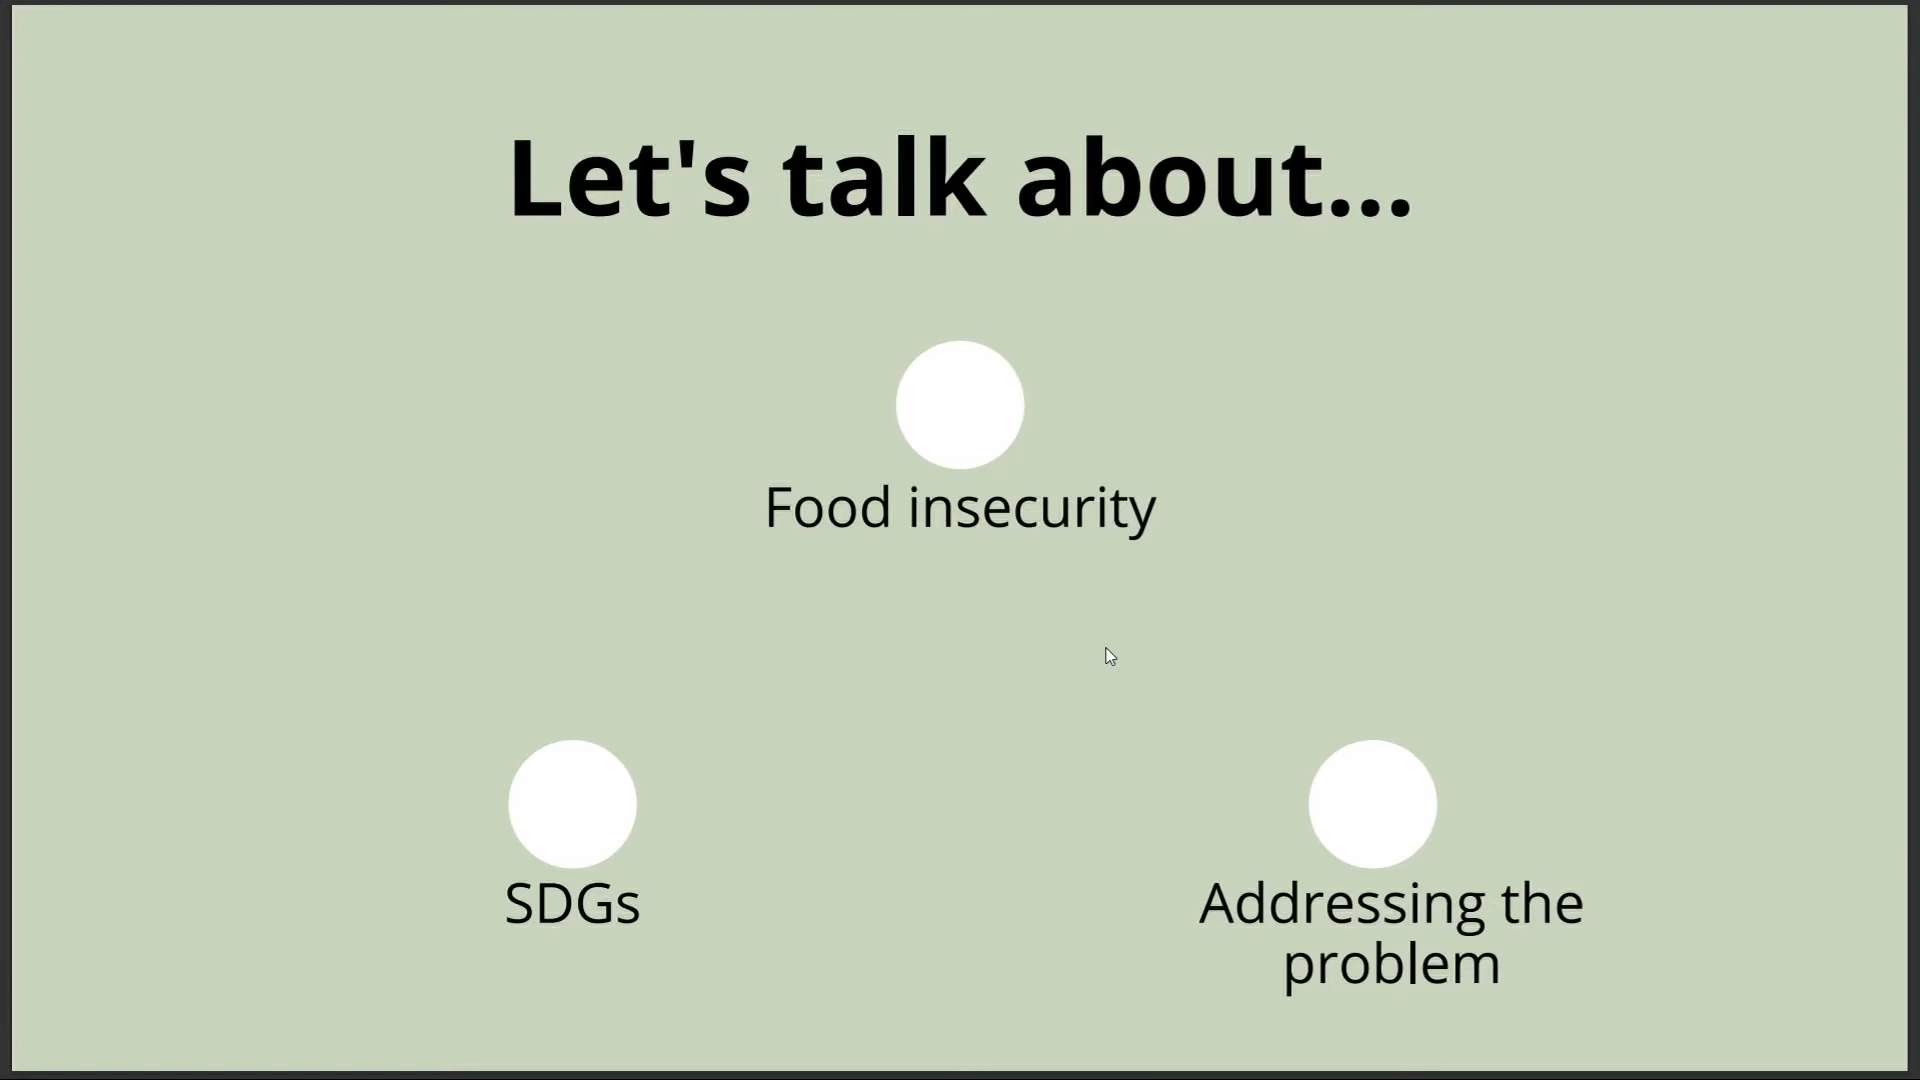 Let's talk about...
Food insecurity
SDGs
Addressing the
problem